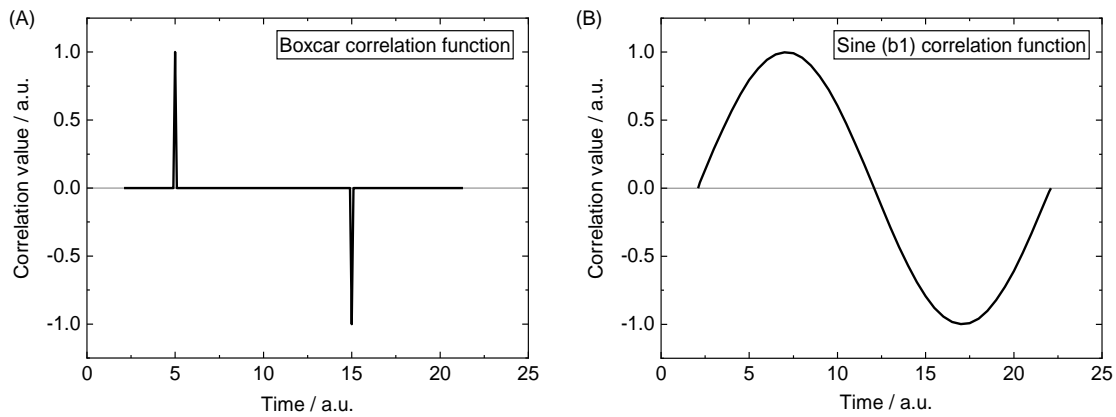 (A)
Boxcar correlation function
1.0
0.5
0.0
-0.5
-1.0
Correlation value / a.u.
0 5 10 15 20 25
Time / a.u.
(B)
Sine (b1) correlation function
1.0
0.5
0.0
-0.5
-1.0
Correlation value / a.u.
0 5 10 15 20 25
Time / a.u.